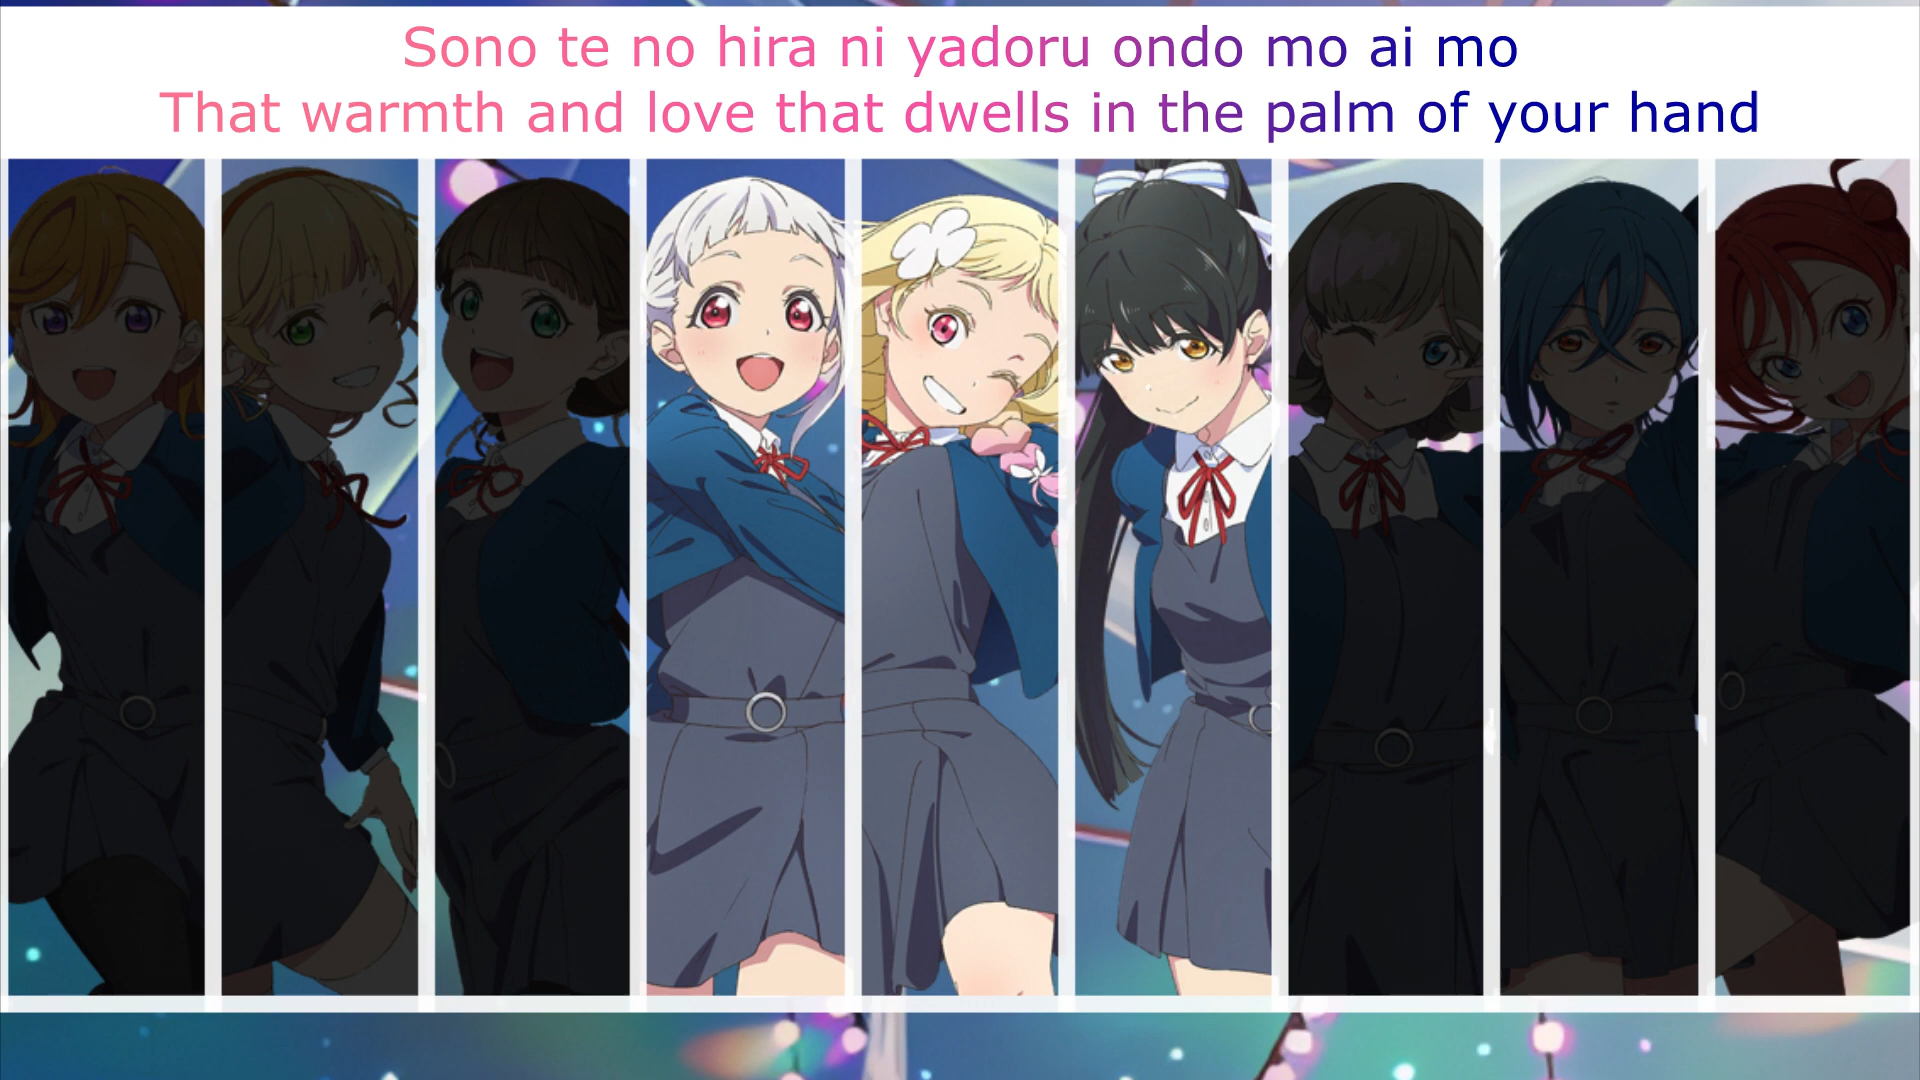 Sono te no hira ni yadoru ondo mo ai mo
That warmth and love that dwells in the palm of your hand